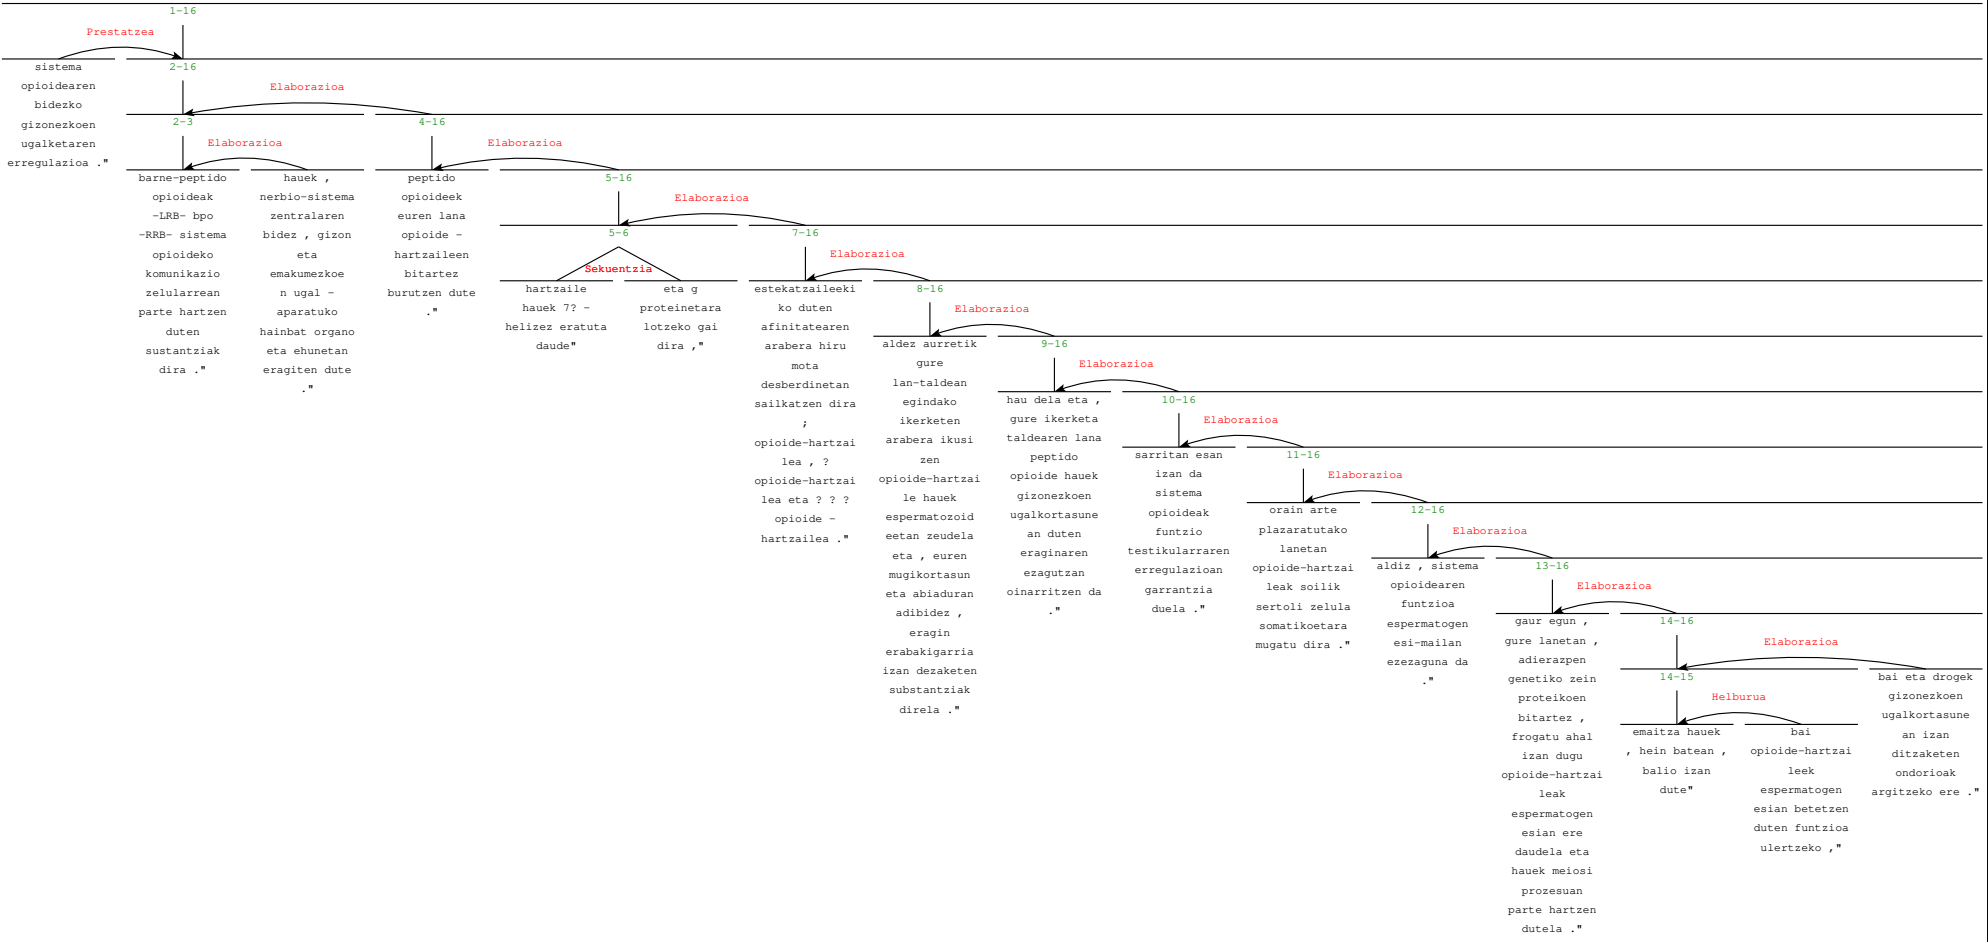 1-16
Prestatzea
sistema
opioidearen
bidezko
gizonezkoen
ugalketaren
erregulazioa ."
2-16
Elaborazioa
2-3
Elaborazioa
barne-peptido
opioideak
-LRB- bpo
-RRB- sistema
opioideko
komunikazio
zelularrean
parte hartzen
duten
sustantziak
dira ."
hauek ,
nerbio-sistema
zentralaren
bidez , gizon
eta
emakumezkoe
n ugal -
aparatuko
hainbat organo
eta ehunetan
eragiten dute
."
4-16
Elaborazioa
peptido
opioideek
euren lana
opioide -
hartzaileen
bitartez
burutzen dute
."
5-16
Elaborazioa
5-6
Sekuentzia
hartzaile
hauek 7? -
helizez eratuta
daude"
eta g
proteinetara
lotzeko gai
dira ,"
7-16
Elaborazioa
estekatzaileeki
ko duten
afinitatearen
arabera hiru
mota
desberdinetan
sailkatzen dira
;
opioide-hartzai
lea , ?
opioide-hartzai
lea eta ? ? ?
opioide -
hartzailea ."
8-16
Elaborazioa
aldez aurretik
gure
lan-taldean
egindako
ikerketen
arabera ikusi
zen
opioide-hartzai
le hauek
espermatozoid
eetan zeudela
eta , euren
mugikortasun
eta abiaduran
adibidez ,
eragin
erabakigarria
izan dezaketen
substantziak
direla ."
9-16
Elaborazioa
hau dela eta ,
gure ikerketa
taldearen lana
peptido
opioide hauek
gizonezkoen
ugalkortasune
an duten
eraginaren
ezagutzan
oinarritzen da
."
10-16
Elaborazioa
sarritan esan
izan da
sistema
opioideak
funtzio
testikularraren
erregulazioan
garrantzia
duela ."
11-16
Elaborazioa
orain arte
plazaratutako
lanetan
opioide-hartzai
leak soilik
sertoli zelula
somatikoetara
mugatu dira ."
12-16
Elaborazioa
aldiz , sistema
opioidearen
funtzioa
espermatogen
esi-mailan
ezezaguna da
."
13-16
Elaborazioa
gaur egun ,
gure lanetan ,
adierazpen
genetiko zein
proteikoen
bitartez ,
frogatu ahal
izan dugu
opioide-hartzai
leak
espermatogen
esian ere
daudela eta
hauek meiosi
prozesuan
parte hartzen
dutela ."
14-16
Elaborazioa
14-15
Helburua
emaitza hauek
, hein batean ,
balio izan
dute"
bai
opioide-hartzai
leek
espermatogen
esian betetzen
duten funtzioa
ulertzeko ,"
bai eta drogek
gizonezkoen
ugalkortasune
an izan
ditzaketen
ondorioak
argitzeko ere ."